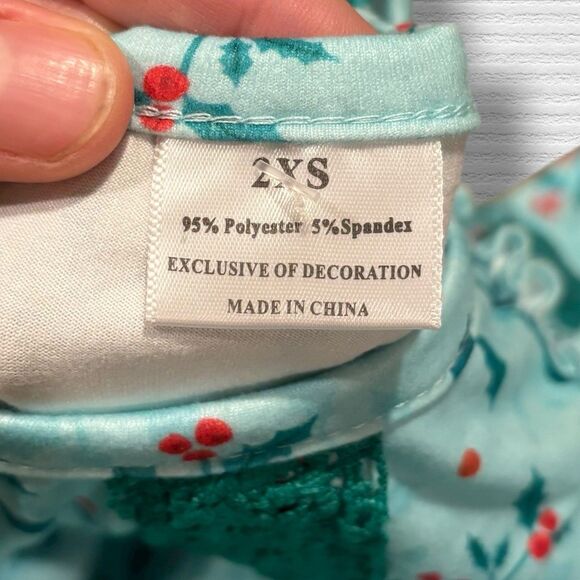 2XS
95% Polyester 5%Spandex
EXCLUSIVE OF DECORATION
MADE IN CHINA